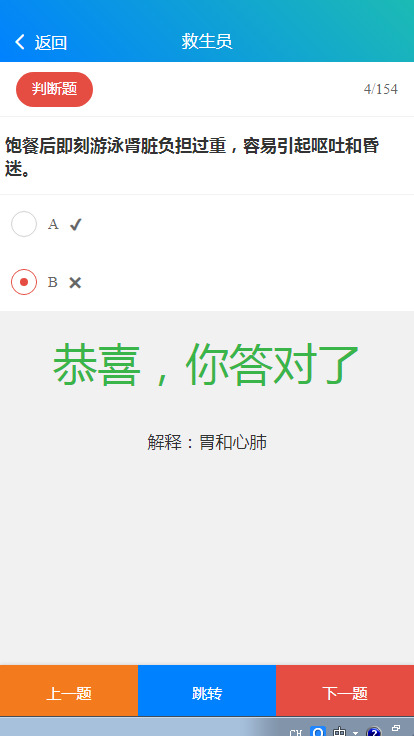 返回
救生员
判断题
4/154
饱餐后即刻游泳肾脏负担过重，容易引起呕吐和昏
迷。
A ✔
B ✖
恭喜，你答对了
解释：胃和心肺
上一题
跳转
下一题
CH 中 ?